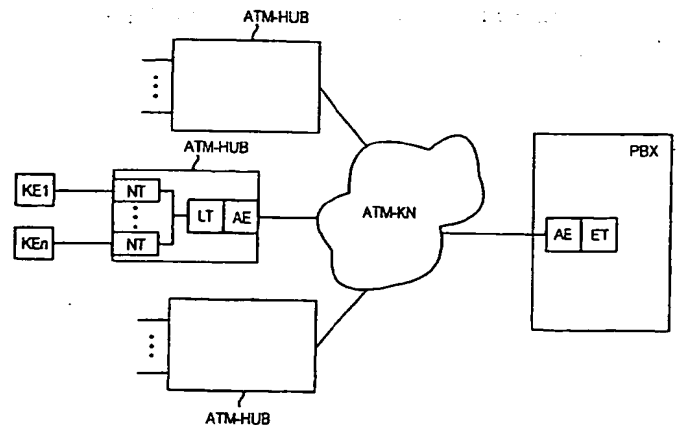 ATM-HUB
ATM-HUB
PBX
KE1
NT
ATM-KN
LT
AE
AE
ET
KEn
NT
ATM-HUB